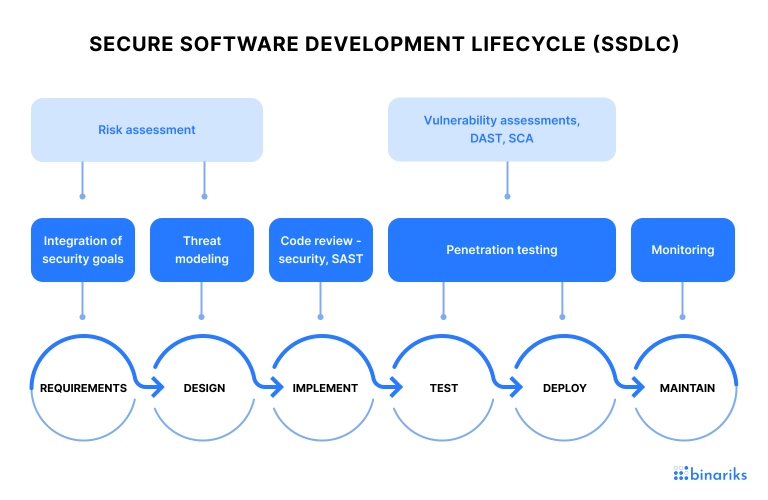 SECURE SOFTWARE DEVELOPMENT LIFECYCLE (SSDLC)
Risk assessment
Vulnerability assessments,
DAST, SCA
Integration of
security goals
Threat
modeling
Code review -
security, SAST
Penetration testing
Monitoring
REQUIREMENTS
DESIGN
IMPLEMENT
TEST
DEPLOY
MAINTAIN
binariks